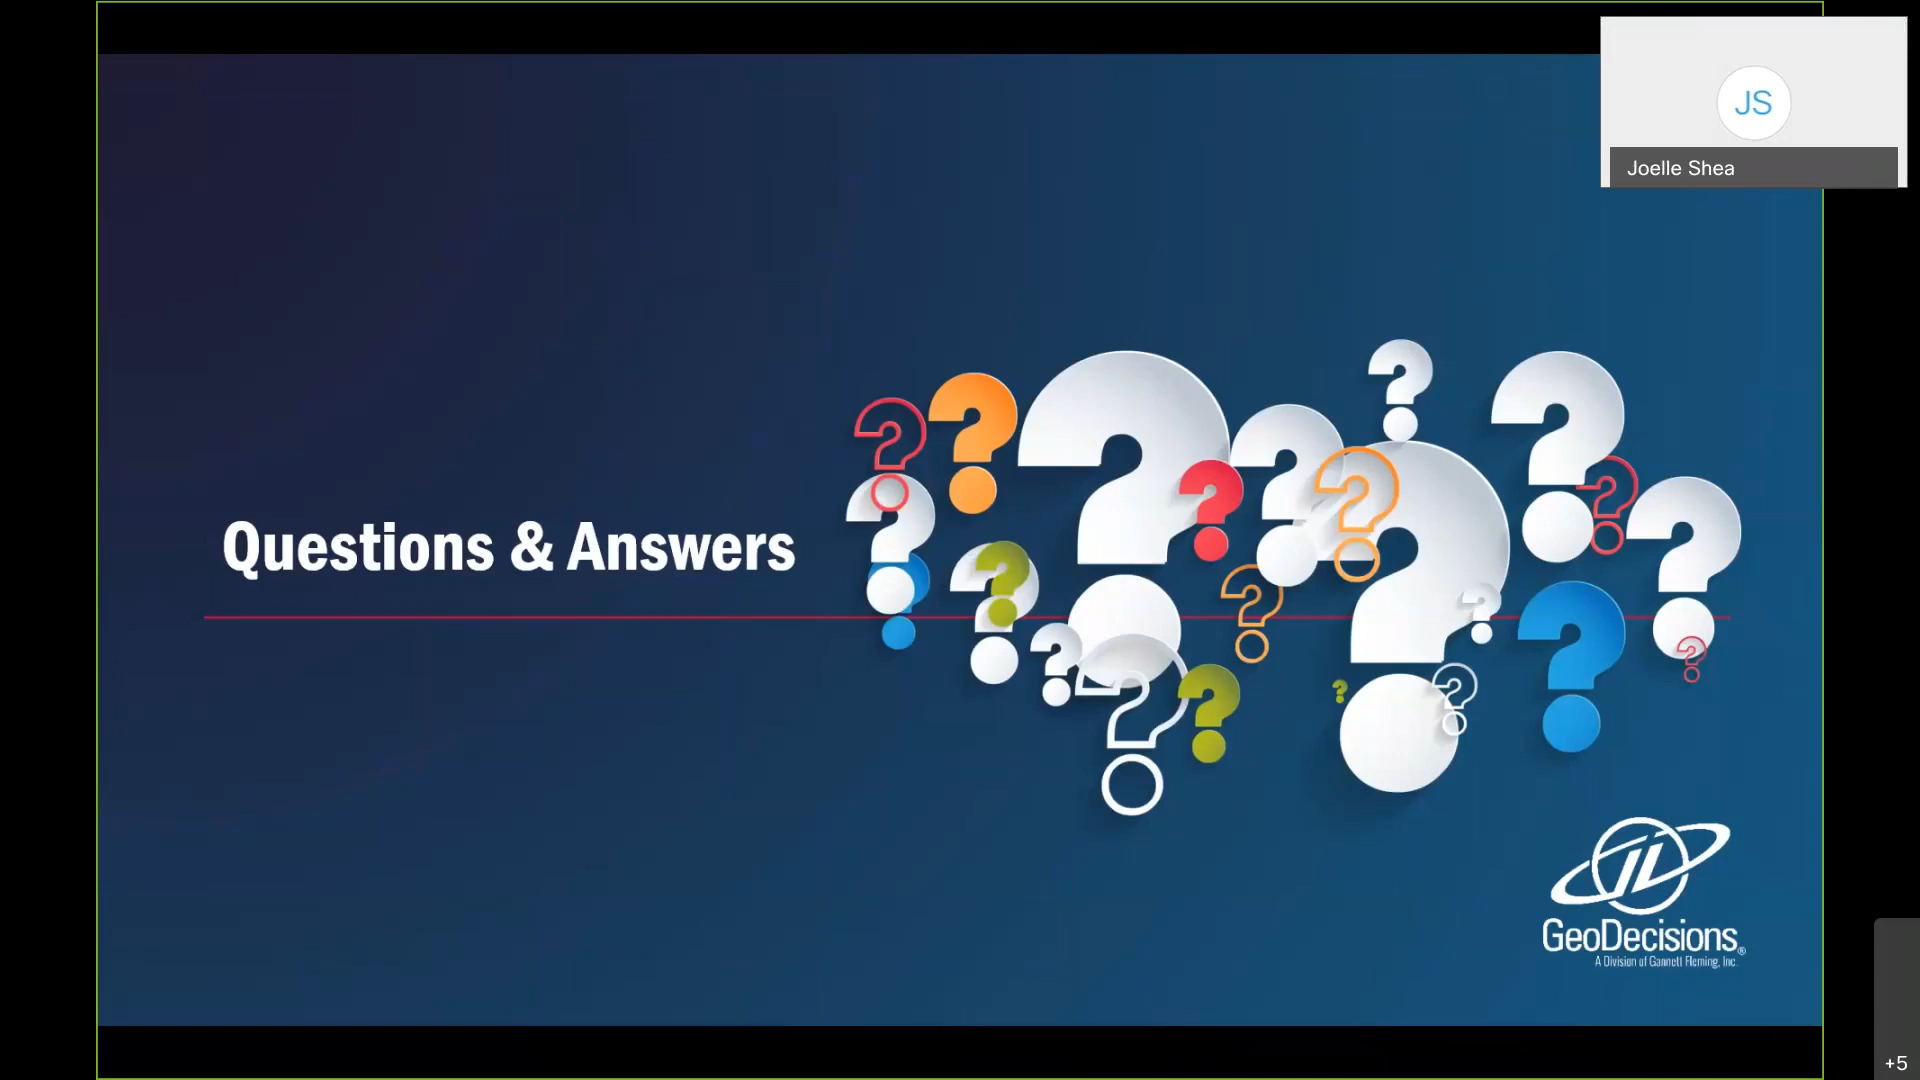 JS
Joelle Shea
Questions & Answers
GeoDecisions®
A Division of Gannett Fleming, Inc.
+5